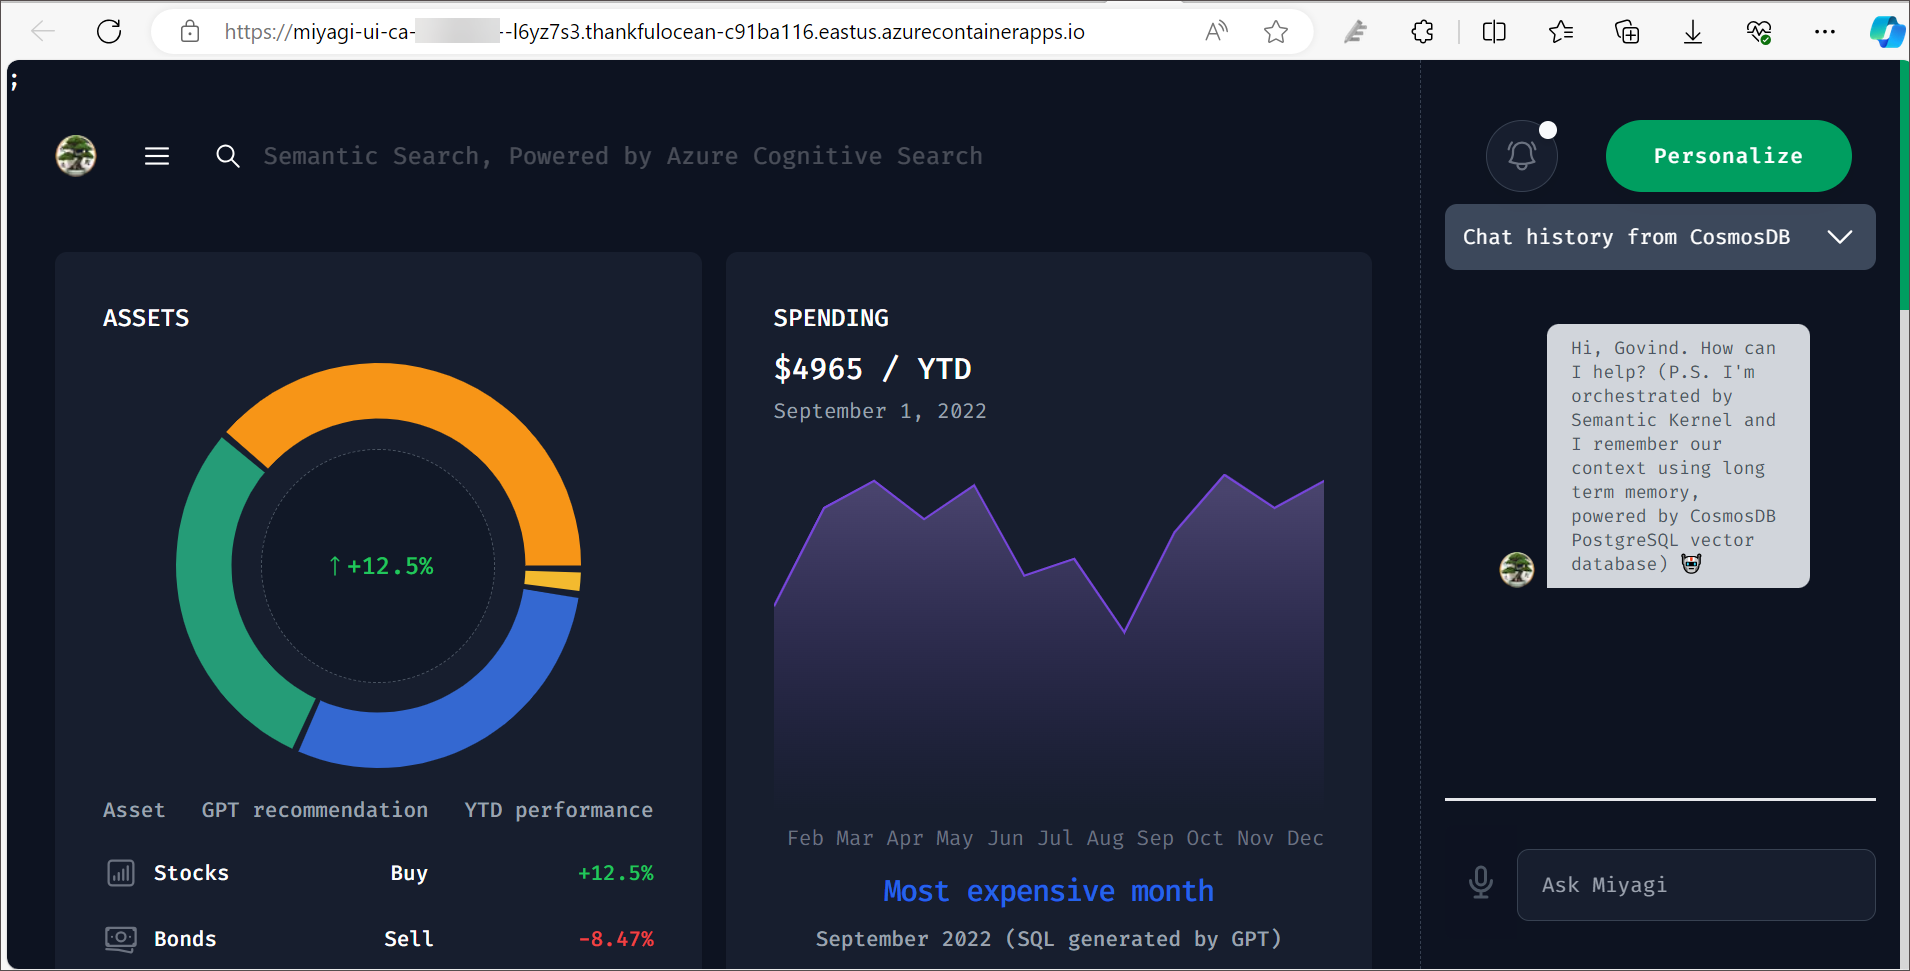 https://miyagi-ui-ca-
--l6yz7s3.thankfulocean-c91ba116.eastus.azurecontainerapps.io
;
Semantic Search, Powered by Azure Cognitive Search
Personalize
Chat history from CosmosDB
ASSETS
↑+12.5%
Asset GPT recommendation YTD performance
Stocks Buy +12.5%
Bonds Sell -8.47%
SPENDING
$4965 / YTD
September 1, 2022
Feb Mar Apr May Jun Jul Aug Sep Oct Nov Dec
Most expensive month
September 2022 (SQL generated by GPT)
Hi, Govind. How can
I help? (P.S. I'm
orchestrated by
Semantic Kernel and
I remember our
context using long
term memory,
powered by CosmosDB
PostgreSQL vector
database)
Ask Miyagi